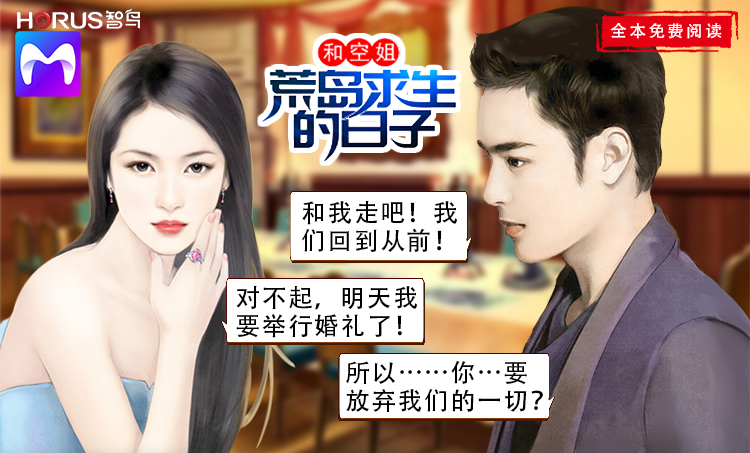 HORUS智鸟
全本免费阅读
和空姐
荒岛求生
的日子
和我走吧！我
们回到从前！
对不起，明天我
要举行婚礼了！
所以……你…要
放弃我们的一切？